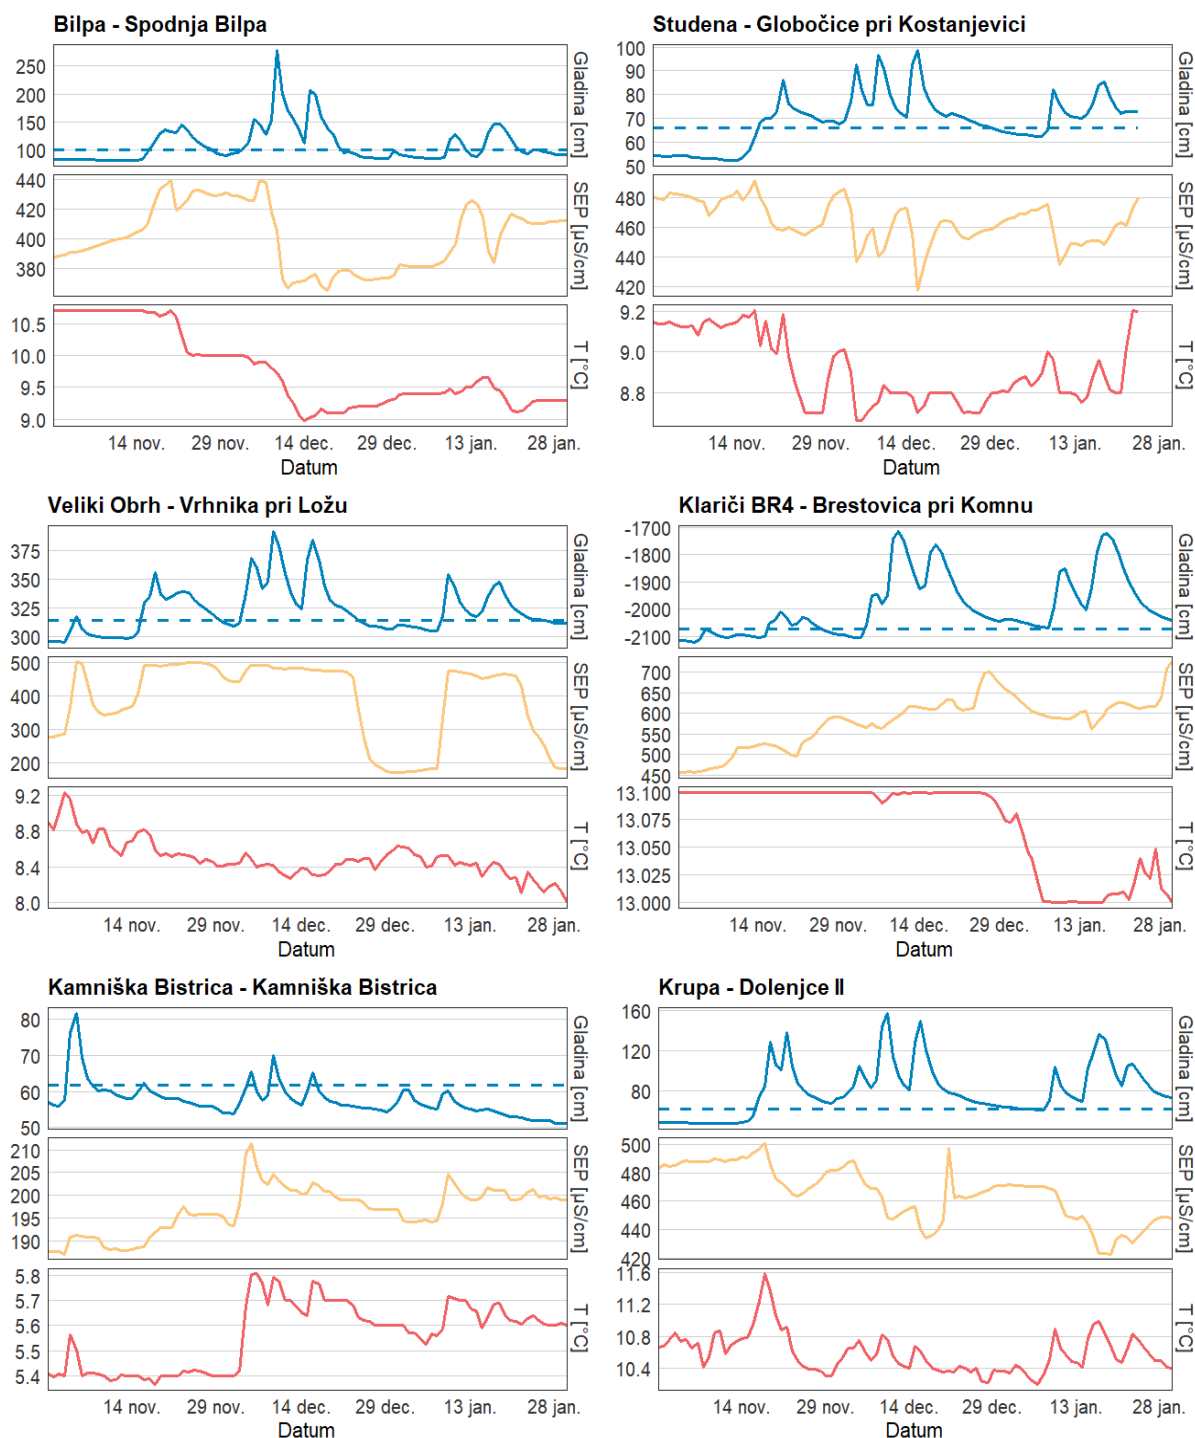 Bilpa - Spodnja Bilpa
250
200
150
100
Gladina [cm]
440
420
400
380
SEP [µS/cm]
10.5
10.0
9.5
9.0
T [°C]
14 nov. 29 nov. 14 dec. 29 dec. 13 jan. 28 jan.
Datum
Studena - Globočice pri Kostanjevici
100
90
80
70
60
50
Gladina [cm]
480
460
440
420
SEP [µS/cm]
9.2
9.0
8.8
T [°C]
14 nov. 29 nov. 14 dec. 29 dec. 13 jan. 28 jan.
Datum
Veliki Obrh - Vrhnika pri Ložu
375
350
325
300
Gladina [cm]
500
400
300
200
SEP [µS/cm]
9.2
8.8
8.4
8.0
T [°C]
14 nov. 29 nov. 14 dec. 29 dec. 13 jan. 28 jan.
Datum
Klariči BR4 - Brestovica pri Komnu
-1700
-1800
-1900
-2000
-2100
Gladina [cm]
700
650
600
550
500
450
SEP [µS/cm]
13.100
13.075
13.050
13.025
13.000
T [°C]
14 nov. 29 nov. 14 dec. 29 dec. 13 jan. 28 jan.
Datum
Kamniška Bistrica - Kamniška Bistrica
80
70
60
50
Gladina [cm]
210
205
200
195
190
SEP [µS/cm]
5.8
5.7
5.6
5.5
5.4
T [°C]
14 nov. 29 nov. 14 dec. 29 dec. 13 jan. 28 jan.
Datum
Krupa - Dolenjce II
160
120
80
Gladina [cm]
500
480
460
440
420
SEP [µS/cm]
11.6
11.2
10.8
10.4
T [°C]
14 nov. 29 nov. 14 dec. 29 dec. 13 jan. 28 jan.
Datum